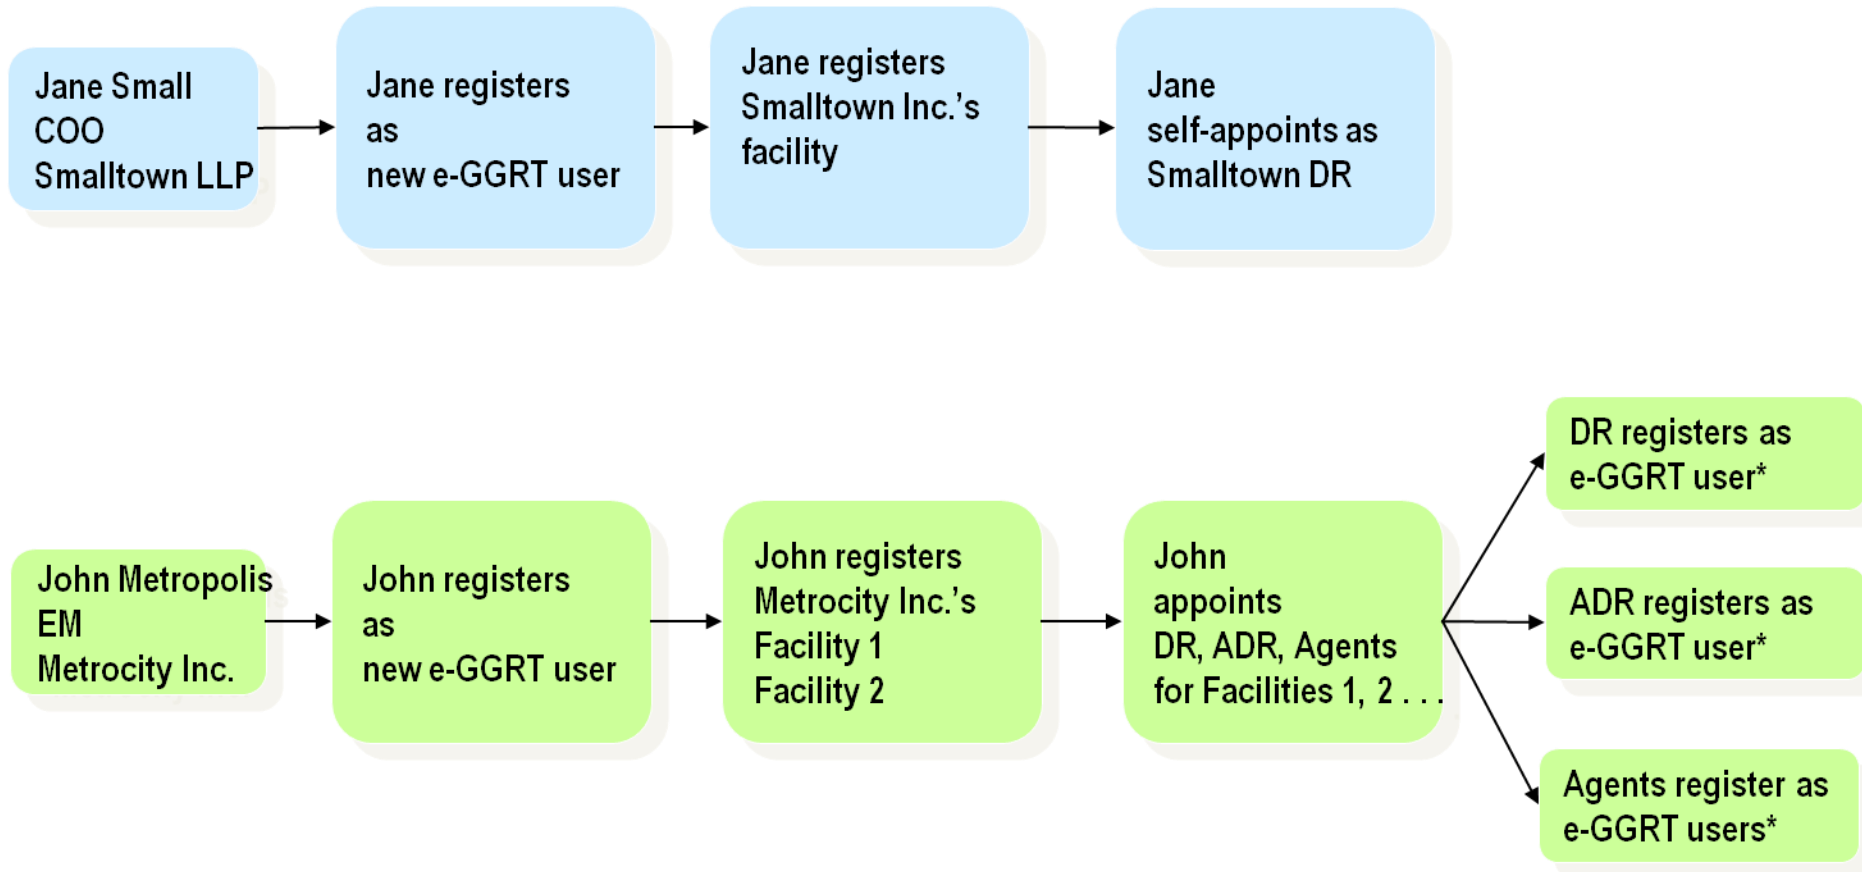 Jane Small
COO
Smalltown LLP
Jane registers
as
new e-GGRT user
Jane registers
Smalltown Inc.'s
facility
Jane
self-appoints as
Smalltown DR
John Metropolis
EM
Metrocity Inc.
John registers
as
new e-GGRT user
John registers
Metrocity Inc.'s
Facility 1
Facility 2
John
appoints
DR, ADR, Agents
for Facilities 1, 2 . . .
DR registers as
e-GGRT user*
ADR registers as
e-GGRT user*
Agents register as
e-GGRT users*